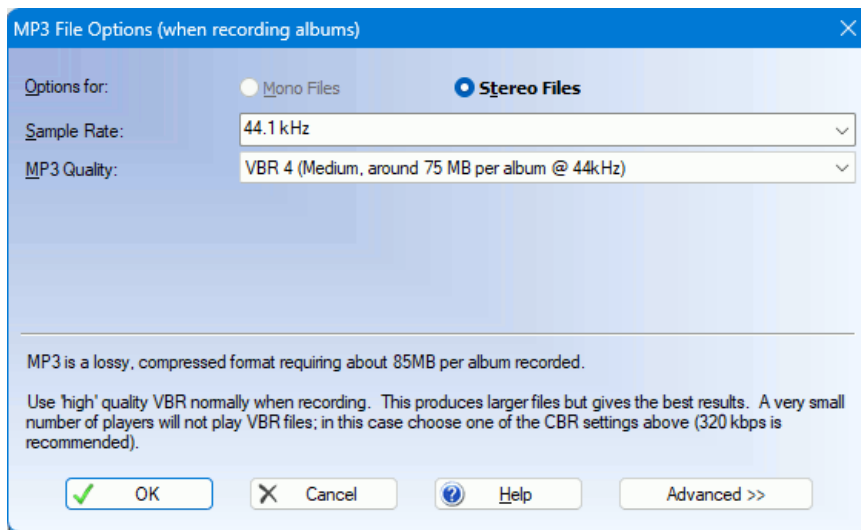 MP3 File Options (when recording albums)
Options for: Mono Files Stereo Files
Sample Rate: 44.1 kHz
MP3 Quality: VBR 4 (Medium, around 75 MB per album @ 44kHz)
MP3 is a lossy, compressed format requiring about 85MB per album recorded.
Use 'high' quality VBR normally when recording. This produces larger files but gives the best results. A very small
number of players will not play VBR files; in this case choose one of the CBR settings above (320 kbps is
recommended).
OK Cancel Help Advanced >>